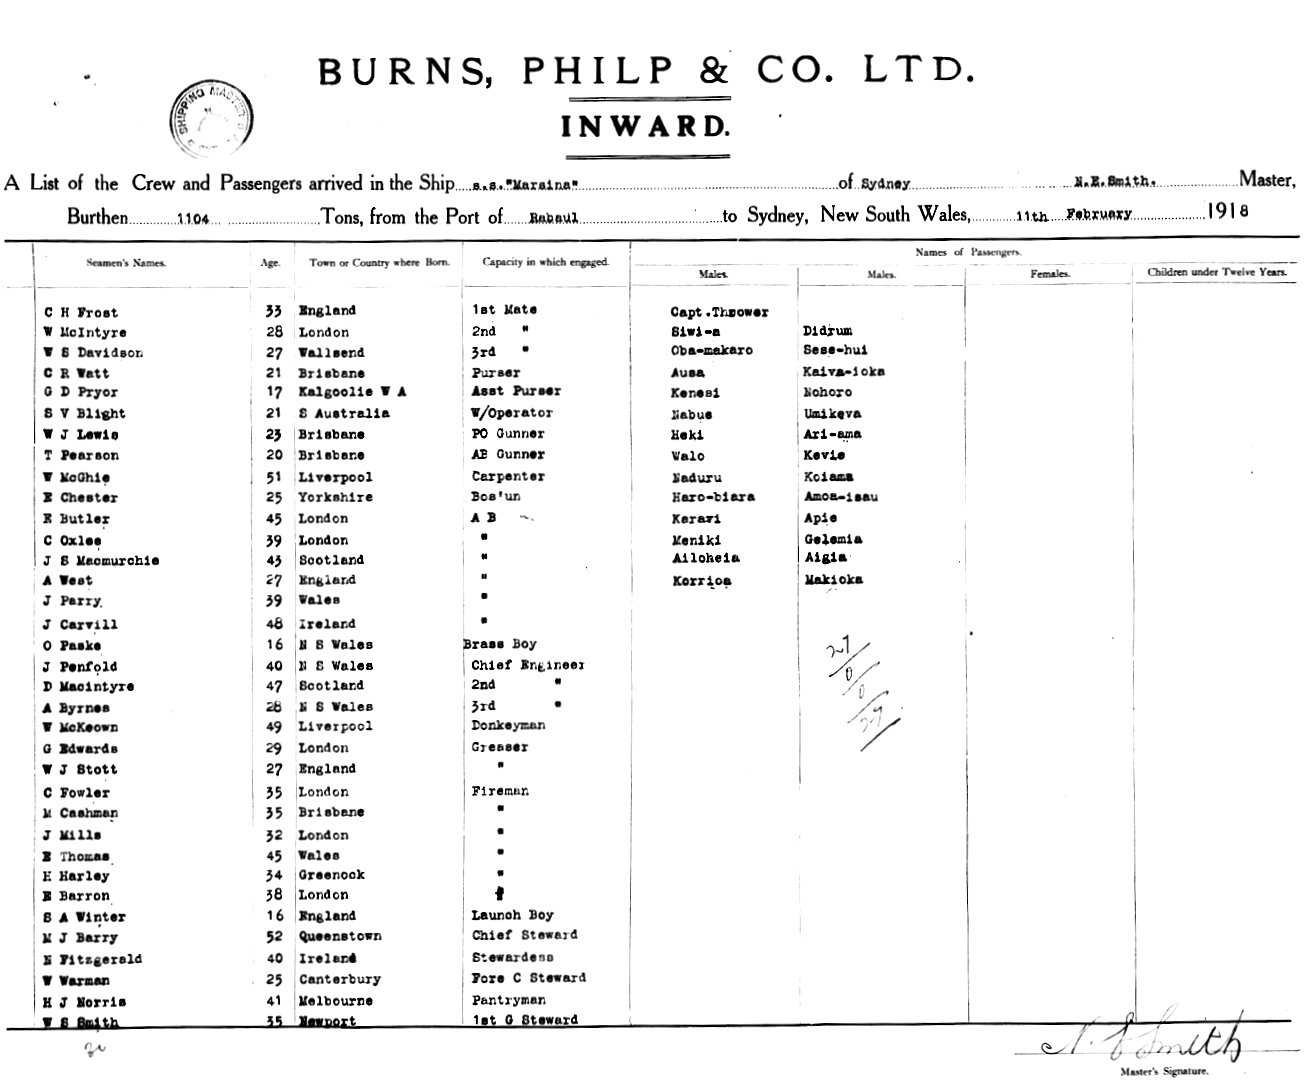 BURNS, PHILP & CO. LTD.
SHIPPING MASTER
INWARD.
A List of the Crew and Passengers arrived in the Ship s.s."Marsina" of Sydney N.E.Smith. Master,
Burthen 1104 Tons, from the Port of Rabaul to Sydney, New South Wales, 11th February 1918
Seamen's Names. Age. Town or Country where Born. Capacity in which engaged. Names of Passengers.
Males. Males. Females. Children under Twelve Years.
C H Frost 33 England 1st Mate Capt.Thrower
W McIntyre 28 London 2nd " Siwi-a Didrum
W S Davidson 27 Wallsend 3rd " Oba-makaro Sese-hui
C R Watt 21 Brisbane Purser Ausa Kaiva-ioka
G D Pryor 17 Kalgoolie W A Asst Purser Kenesi Nohoro
S V Blight 21 S Australia W/Operator Nabue Umikeva
W J Lewis 23 Brisbane PO Gunner Heki Ari-ama
T Pearson 20 Brisbane AB Gunner Walo Kevie
W McGhie 51 Liverpool Carpenter Naduru Koiama
E Chester 25 Yorkshire Bos'un Haro-biara Amoa-isau
E Butler 45 London A B Kerari Apie
C Oxlee 39 London " Meniki Gelemia
J S Macmurchie 43 Scotland " Ailoheia Aigia
A West 27 England " Korrioa Makioka
J Parry 39 Wales "
J Carvill 48 Ireland "
O Paske 16 N S Wales Brass Boy
J Penfold 40 N S Wales Chief Engineer
D Macintyre 47 Scotland 2nd "
A Byrnes 28 N S Wales 3rd "
W McKeown 49 Liverpool Donkeyman
G Edwards 29 London Greaser
W J Stott 27 England "
C Fowler 35 London Fireman
M Cashman 35 Brisbane "
J Mills 32 London "
E Thomas 45 Wales "
H Harley 34 Greenock "
E Barron 38 London "
S A Winter 16 England Launch Boy
M J Barry 52 Queenstown Chief Steward
N Fitzgerald 40 Ireland Stewardess
W Warman 25 Canterbury Fore C Steward
H J Norris 41 Melbourne Pantryman
W S Smith 35 Newport 1st G Steward
27
0
0
27
N. E Smith
Master's Signature.